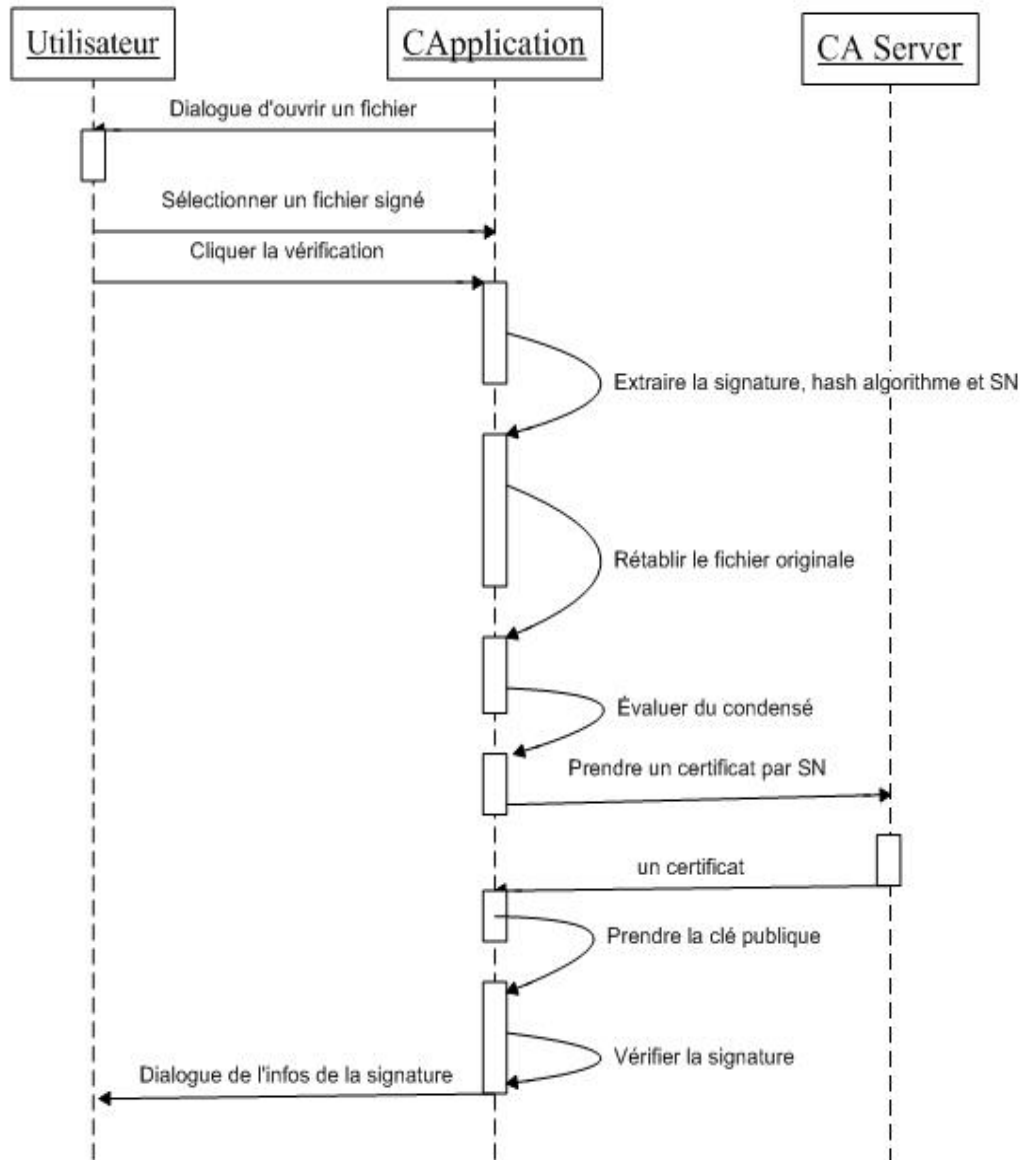 Utilisateur
CApplication
CA Server
Dialogue d'ouvrir un fichier
Sélectionner un fichier signé
Cliquer la vérification
Extraire la signature, hash algorithme et SN
Rétablir le fichier originale
Évaluer du condensé
Prendre un certificat par SN
un certificat
Prendre la clé publique
Vérifier la signature
Dialogue de l'infos de la signature